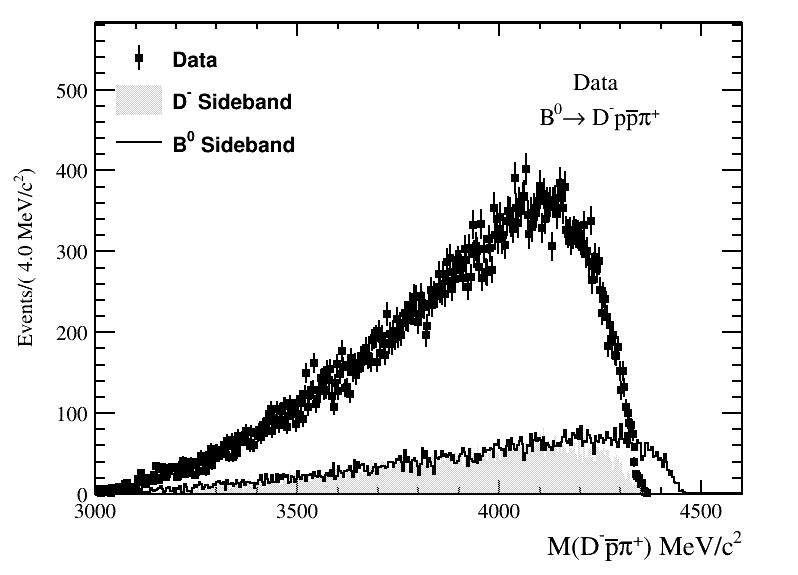 Data
D⁻ Sideband
B⁰ Sideband
Data
B⁰→ D⁻pp̅π⁺
Events/( 4.0 MeV/c²)
500
400
300
200
100
0
3000 3500 4000 4500
M(D⁻p̅π⁺) MeV/c²